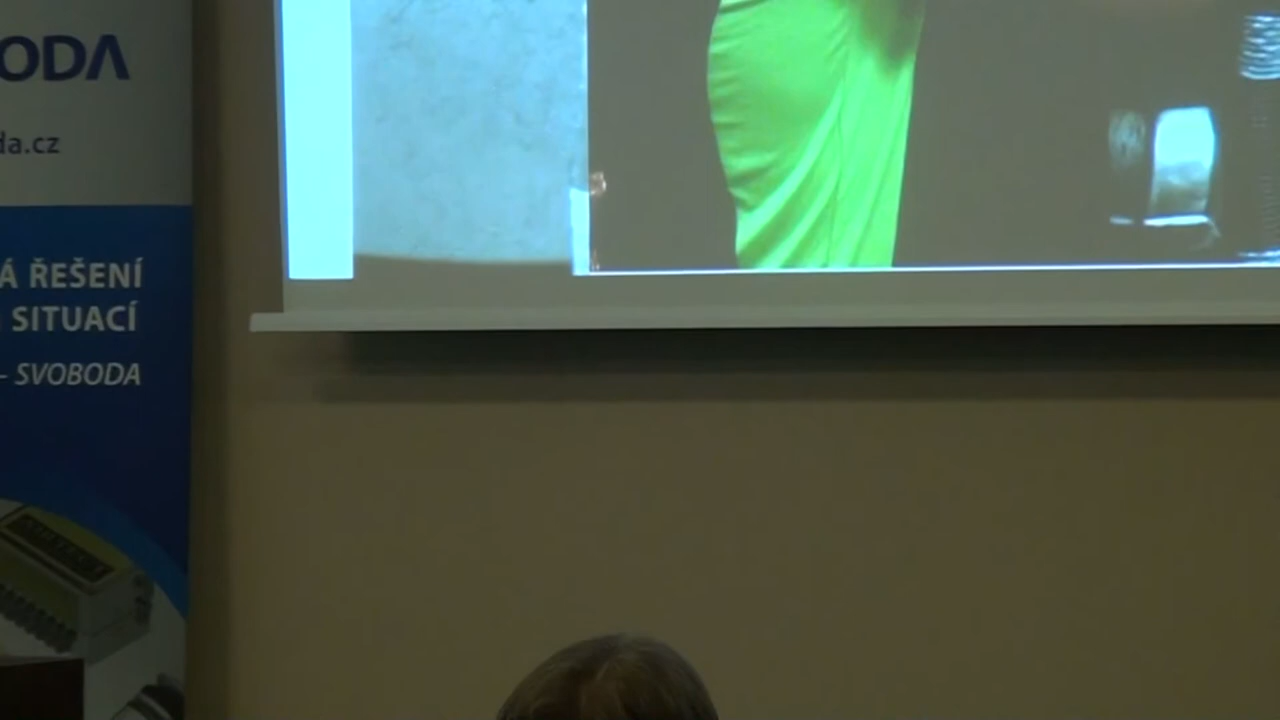 ODA
da.cz
Á ŘEŠENÍ
SITUACÍ
- SVOBODA